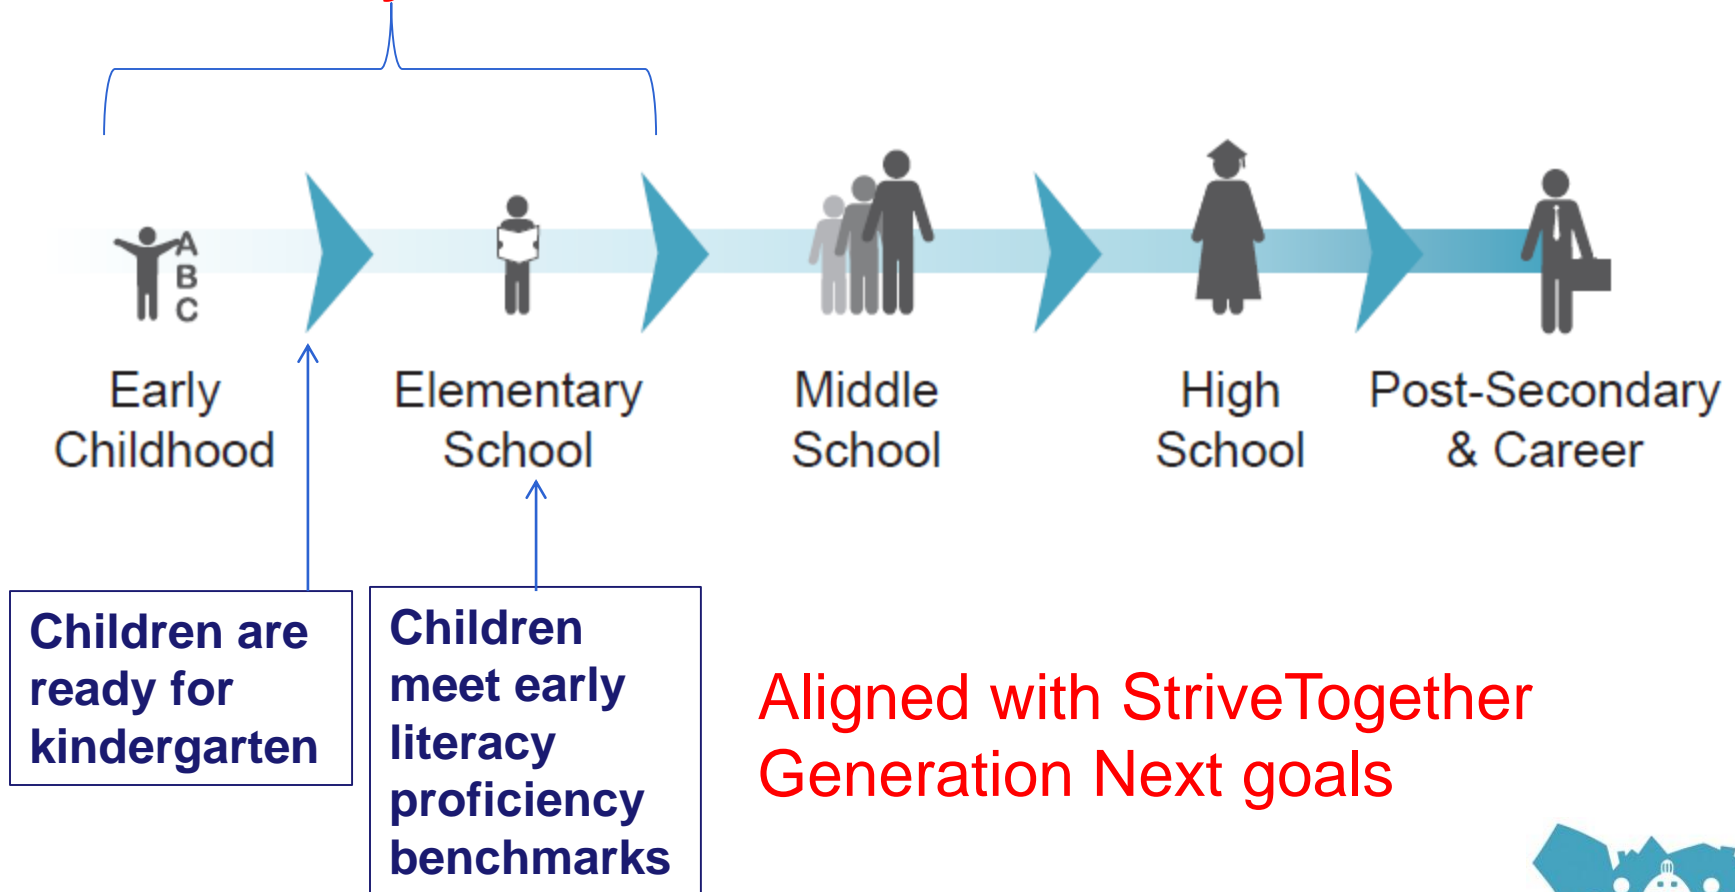 A
B
C
Early
Childhood
Elementary
School
Middle
School
High
School
Post-Secondary
& Career
Children are
ready for
kindergarten
Children
meet early
literacy
proficiency
benchmarks
Aligned with StriveTogether
Generation Next goals